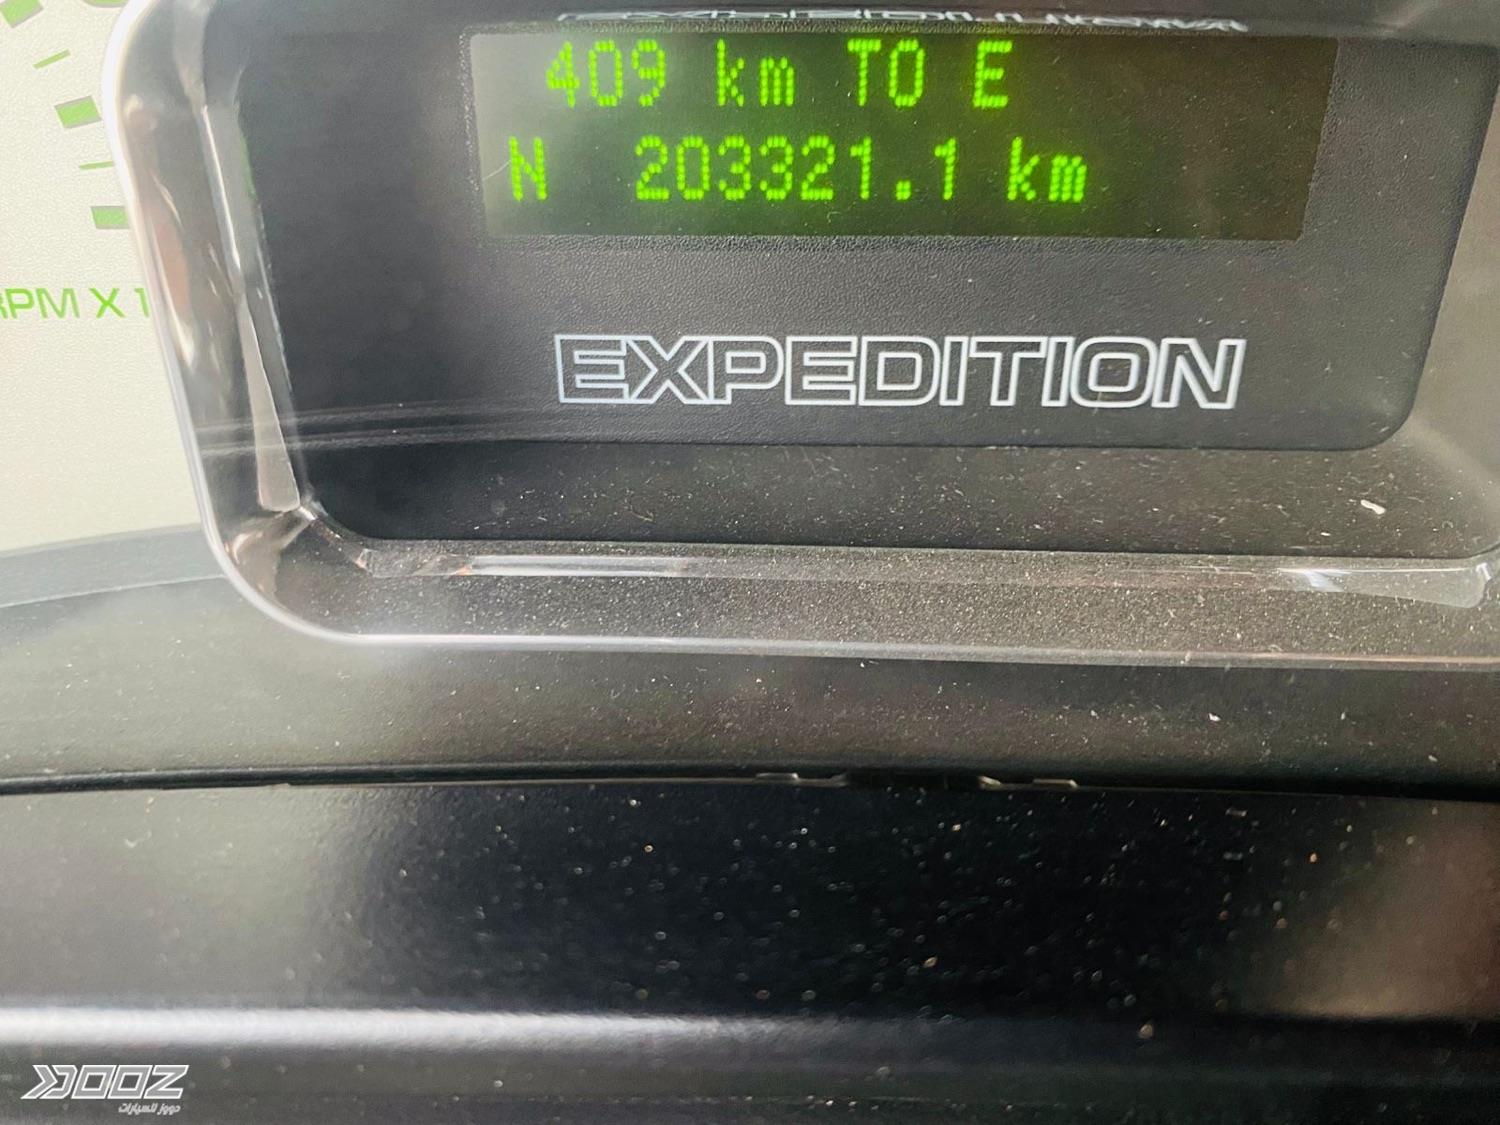 409 km TO E
N 203321.1 km
RPM X 1
EXPEDITION
DOOZ
دووز للسيارات